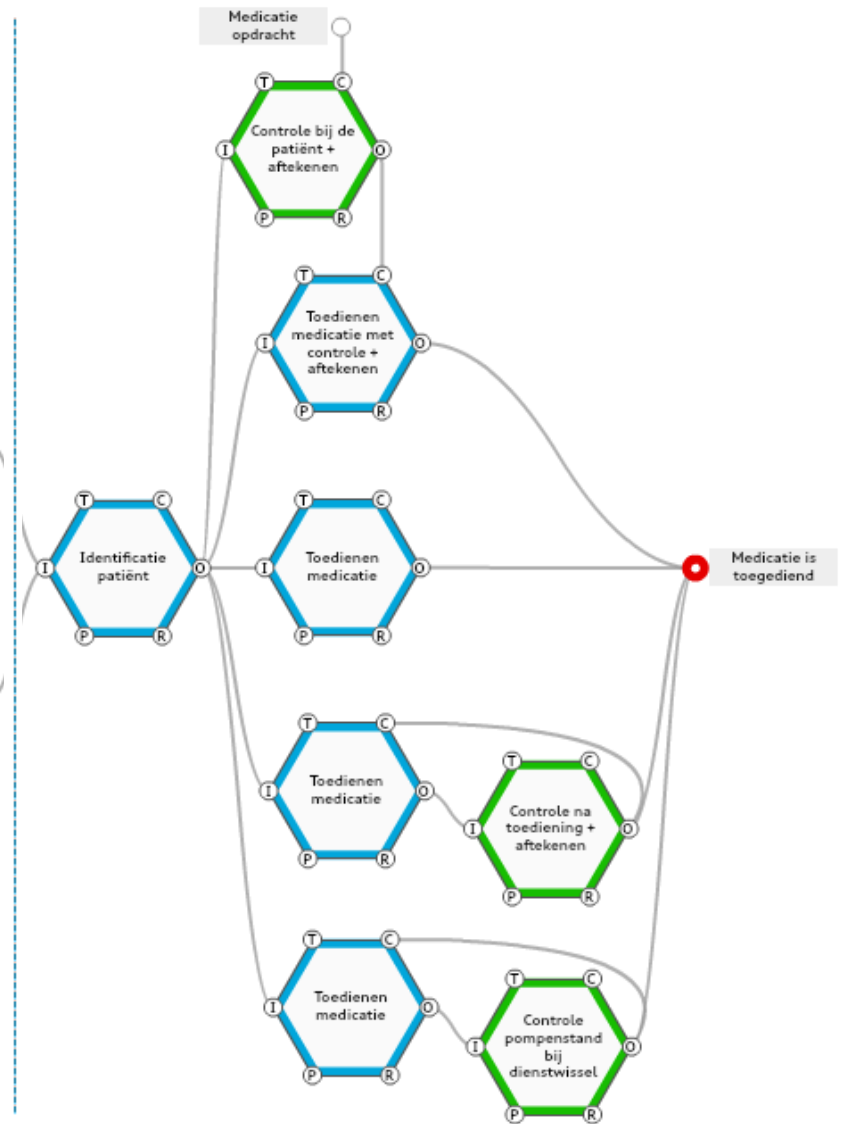 Medicatie
opdracht
T C
Controle bij de
patiënt +
aftekenen
I O
P R
T C
Toedienen
medicatie met
controle +
aftekenen
I O
P R
T C
Identificatie
patiënt
I O
P R
T C
Toedienen
medicatie
I O
P R
Medicatie is
toegediend
T C
Toedienen
medicatie
I O
P R
T C
Controle na
toediening +
aftekenen
I O
P R
T C
Toedienen
medicatie
I O
P R
T C
Controle
pompenstand
bij
dienstwissel
I O
P R